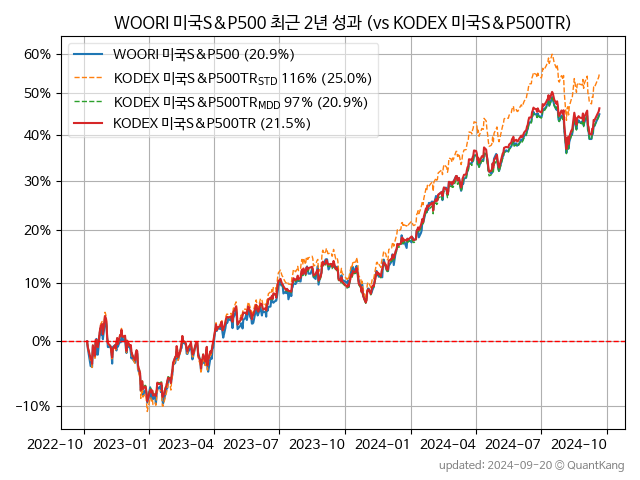 WOORI 미국S&P500 최근 2년 성과 (vs KODEX 미국S&P500TR)
WOORI 미국S&P500 (20.9%)
KODEX 미국S&P500TR_STD 116% (25.0%)
KODEX 미국S&P500TR_MDD 97% (20.9%)
KODEX 미국S&P500TR (21.5%)
60%
50%
40%
30%
20%
10%
0%
−10%
2022-10 2023-01 2023-04 2023-07 2023-10 2024-01 2024-04 2024-07 2024-10
updated: 2024-09-20 © QuantKang